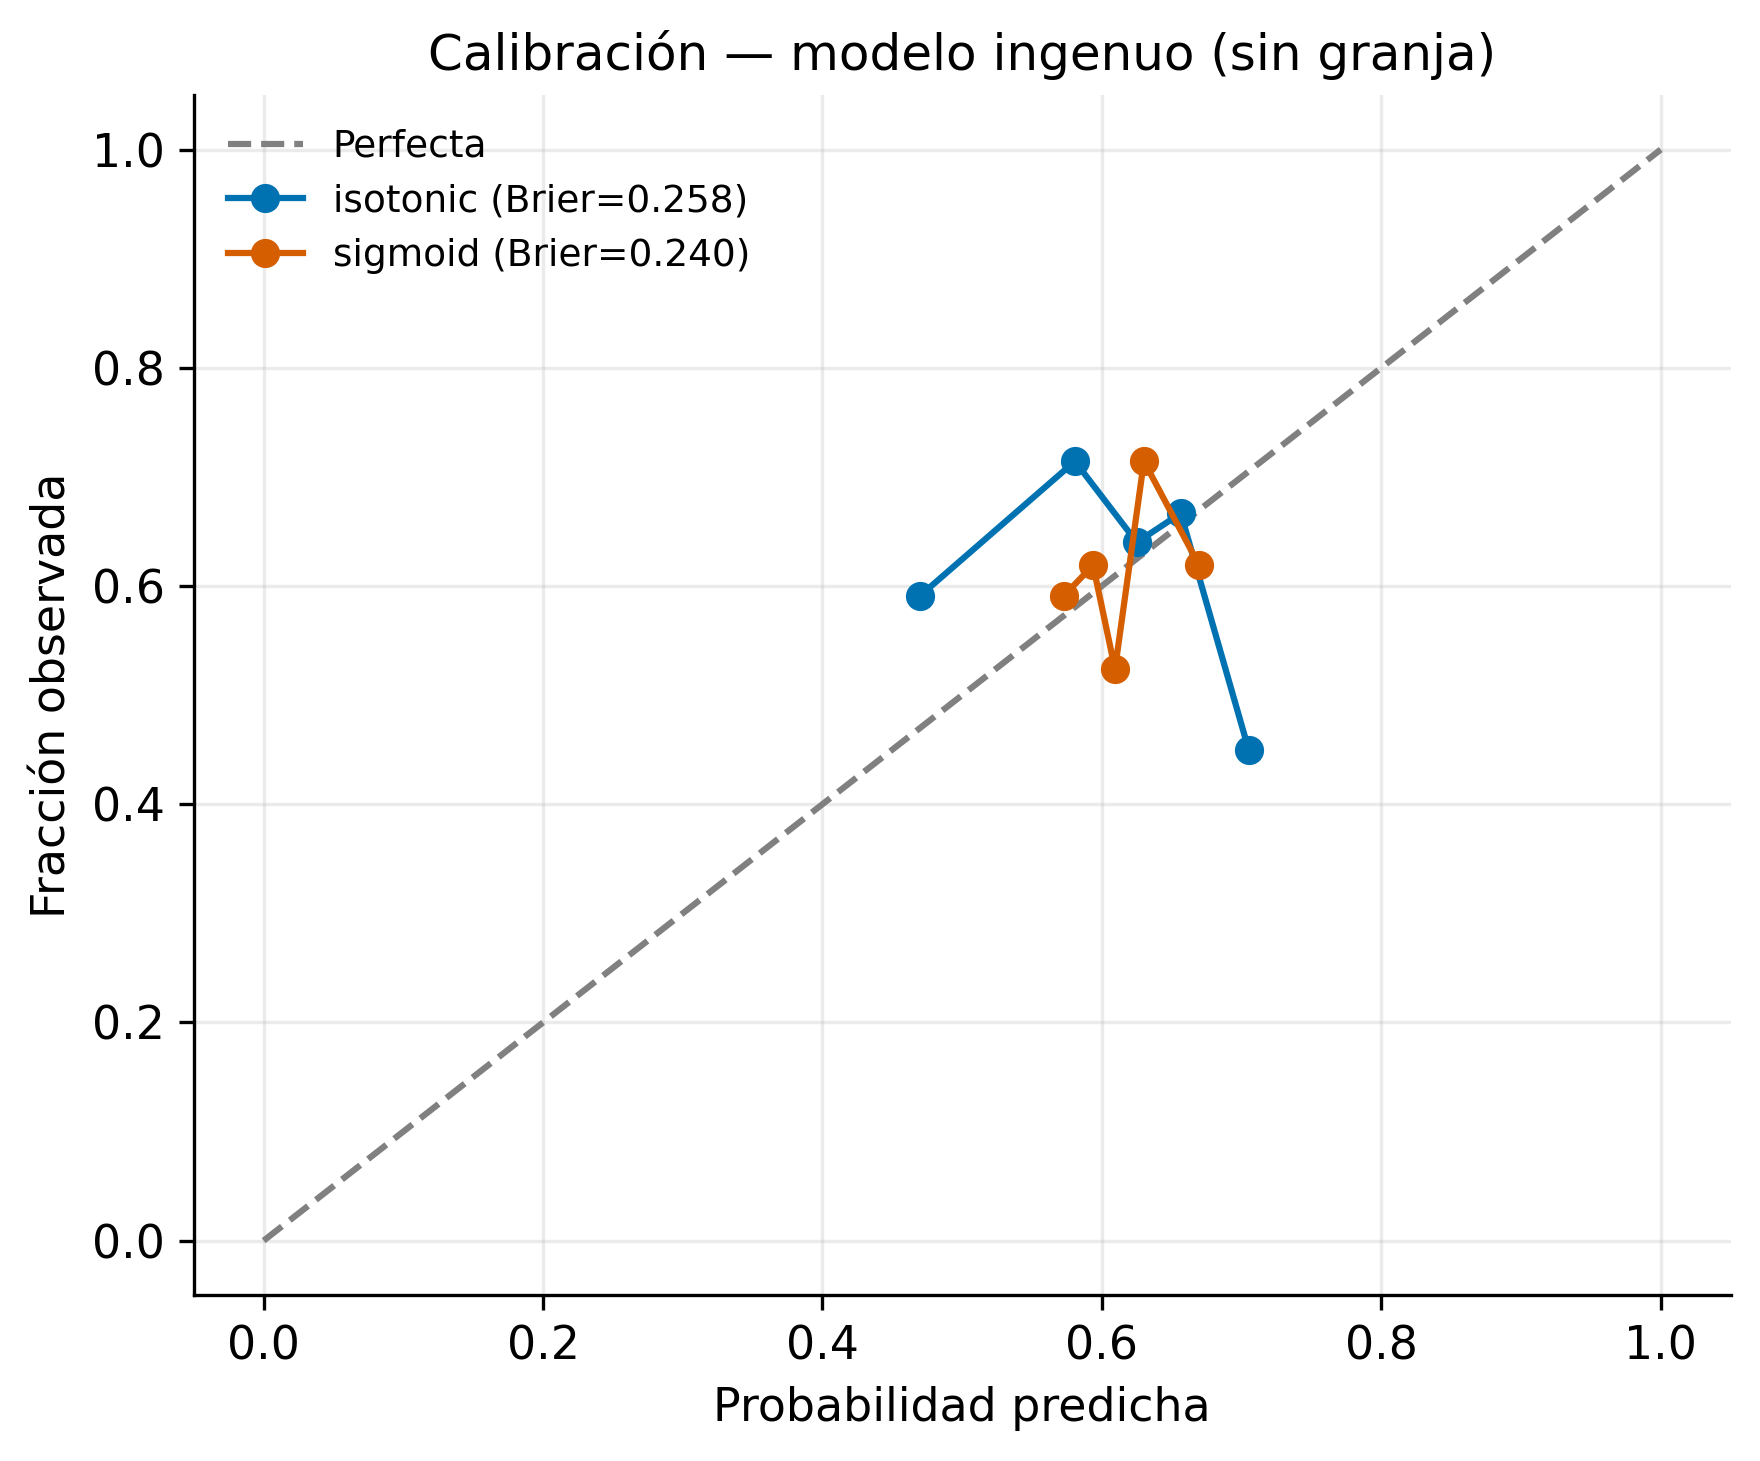 Calibración — modelo ingenuo (sin granja)
Perfecta
isotonic (Brier=0.258)
sigmoid (Brier=0.240)
Fracción observada
1.0
0.8
0.6
0.4
0.2
0.0
0.0 0.2 0.4 0.6 0.8 1.0
Probabilidad predicha